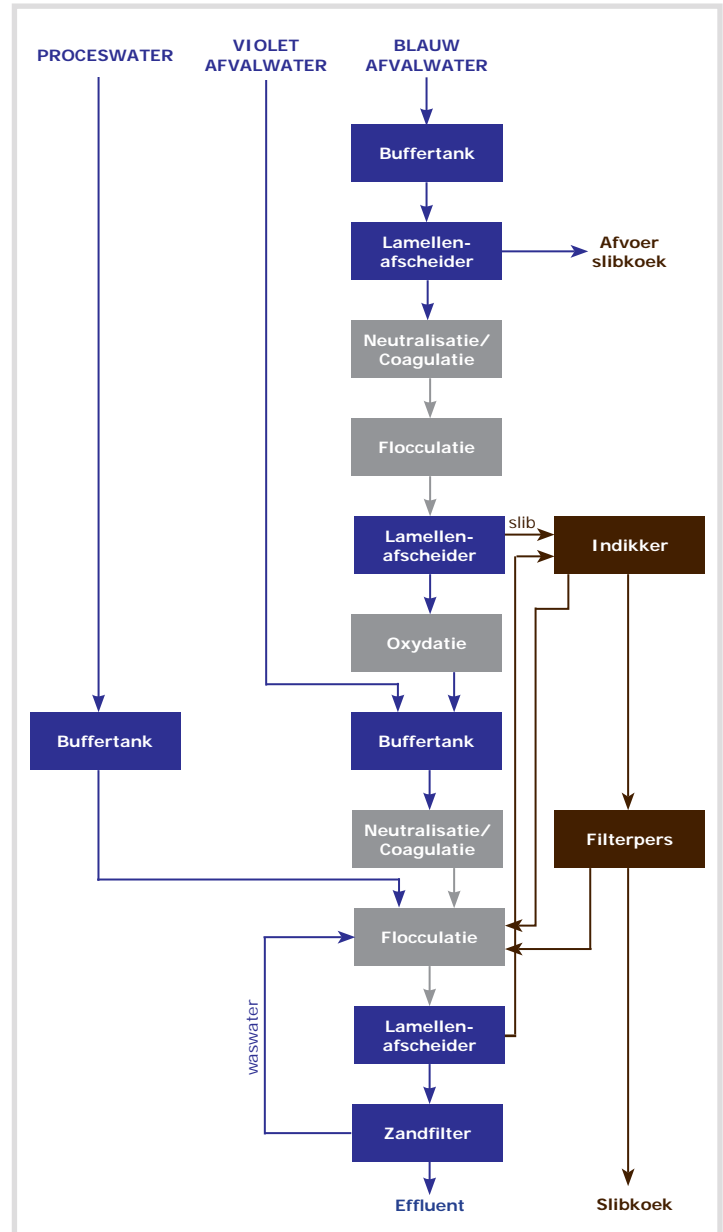 PROCESWATER
VIOLET
AFVALWATER
BLAUW
AFVALWATER
Buffertank
Lamellen-
afscheider
Afvoer
slibkoek
Neutralisatie/
Coagulatie
Flocculatie
Lamellen-
afscheider
slib
Indikker
Oxydatie
Buffertank
Buffertank
Neutralisatie/
Coagulatie
Filterpers
Flocculatie
waswater
Lamellen-
afscheider
Zandfilter
Effluent
Slibkoek